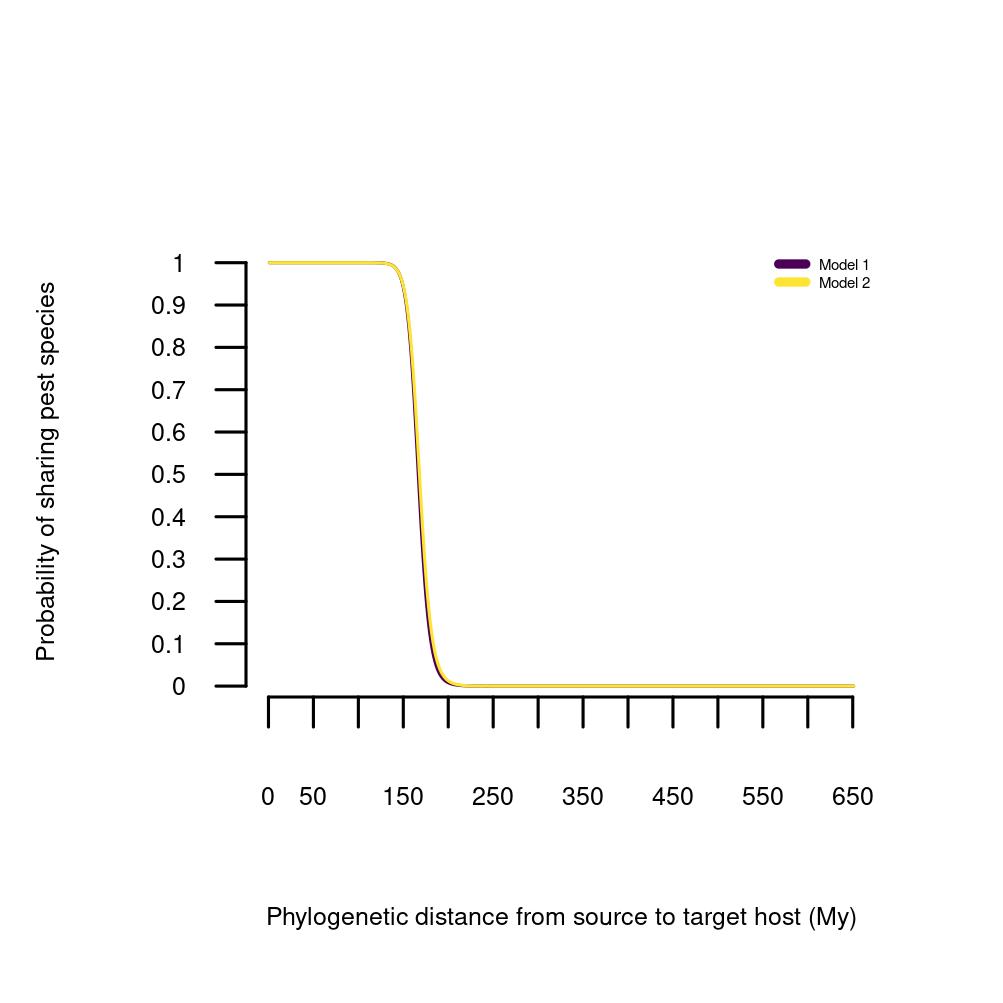 Model 1
Model 2
Probability of sharing pest species
1
0.9
0.8
0.7
0.6
0.5
0.4
0.3
0.2
0.1
0
0 50 150 250 350 450 550 650
Phylogenetic distance from source to target host (My)